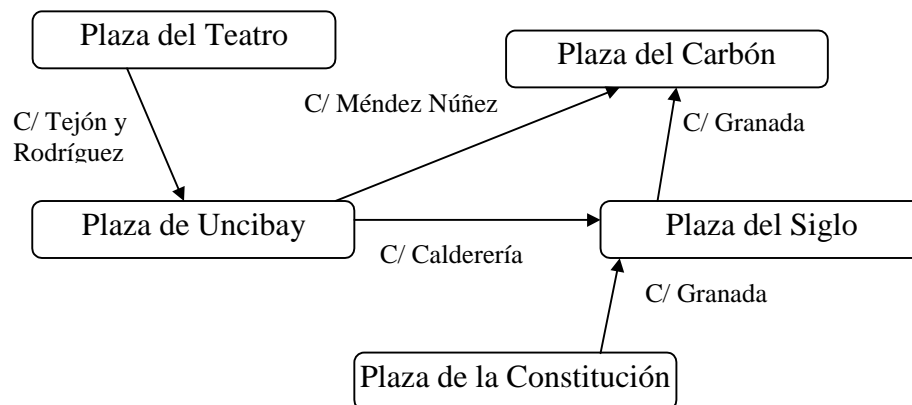 Plaza del Teatro
Plaza del Carbón
C/ Méndez Núñez
C/ Tejón y
Rodríguez
C/ Granada
Plaza de Uncibay
Plaza del Siglo
C/ Calderería
C/ Granada
Plaza de la Constitución